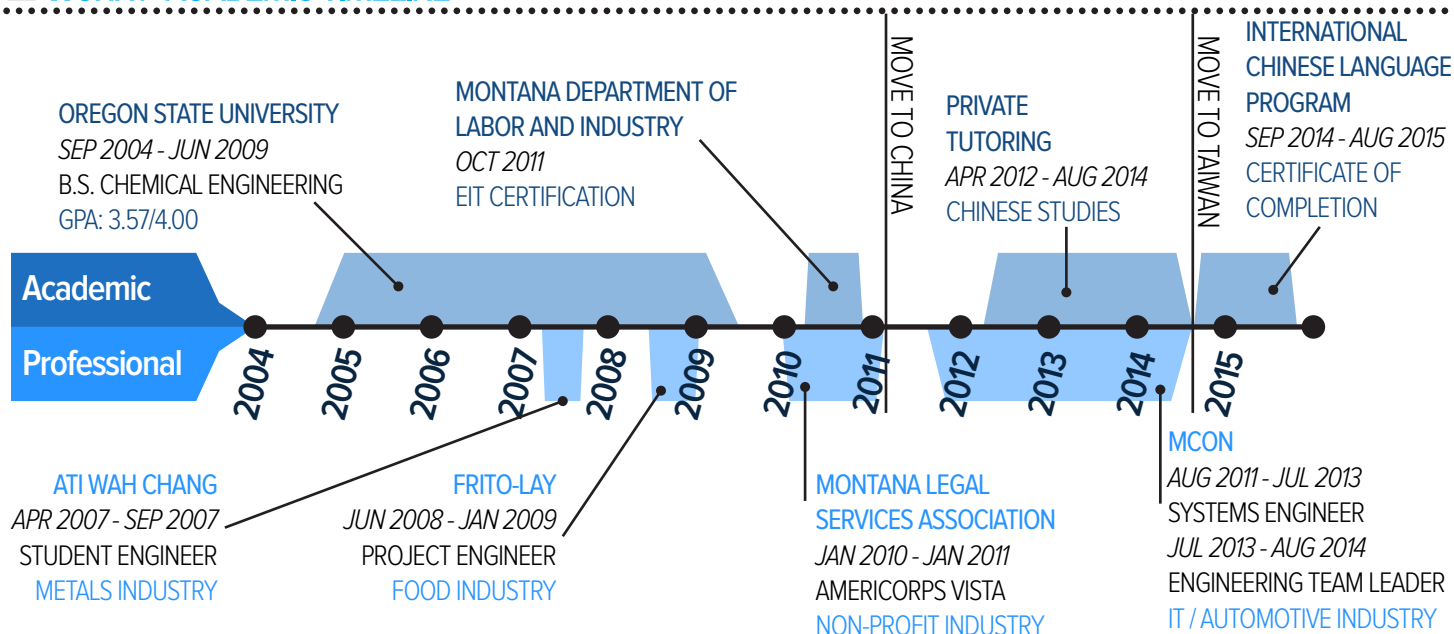 OREGON STATE UNIVERSITY
SEP 2004 - JUN 2009
B.S. CHEMICAL ENGINEERING
GPA: 3.57/4.00
MONTANA DEPARTMENT OF
LABOR AND INDUSTRY
OCT 2011
EIT CERTIFICATION
MOVE TO CHINA
PRIVATE
TUTORING
APR 2012 - AUG 2014
CHINESE STUDIES
MOVE TO TAIWAN
INTERNATIONAL
CHINESE LANGUAGE
PROGRAM
SEP 2014 - AUG 2015
CERTIFICATE OF
COMPLETION
Academic
Professional
2004
2005
2006
2007
2008
2009
2010
2011
2012
2013
2014
2015
ATI WAH CHANG
APR 2007 - SEP 2007
STUDENT ENGINEER
METALS INDUSTRY
FRITO-LAY
JUN 2008 - JAN 2009
PROJECT ENGINEER
FOOD INDUSTRY
MONTANA LEGAL
SERVICES ASSOCIATION
JAN 2010 - JAN 2011
AMERICORPS VISTA
NON-PROFIT INDUSTRY
MCON
AUG 2011 - JUL 2013
SYSTEMS ENGINEER
JUL 2013 - AUG 2014
ENGINEERING TEAM LEADER
IT / AUTOMOTIVE INDUSTRY